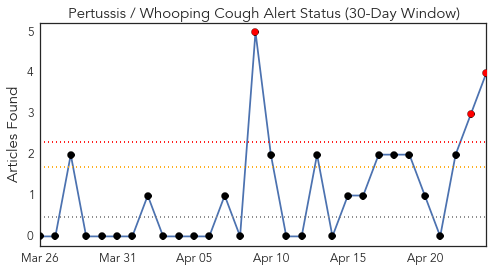 Pertussis / Whooping Cough Alert Status (30-Day Window)
Articles Found
5
4
3
2
1
0
Mar 26 Mar 31 Apr 05 Apr 10 Apr 15 Apr 20